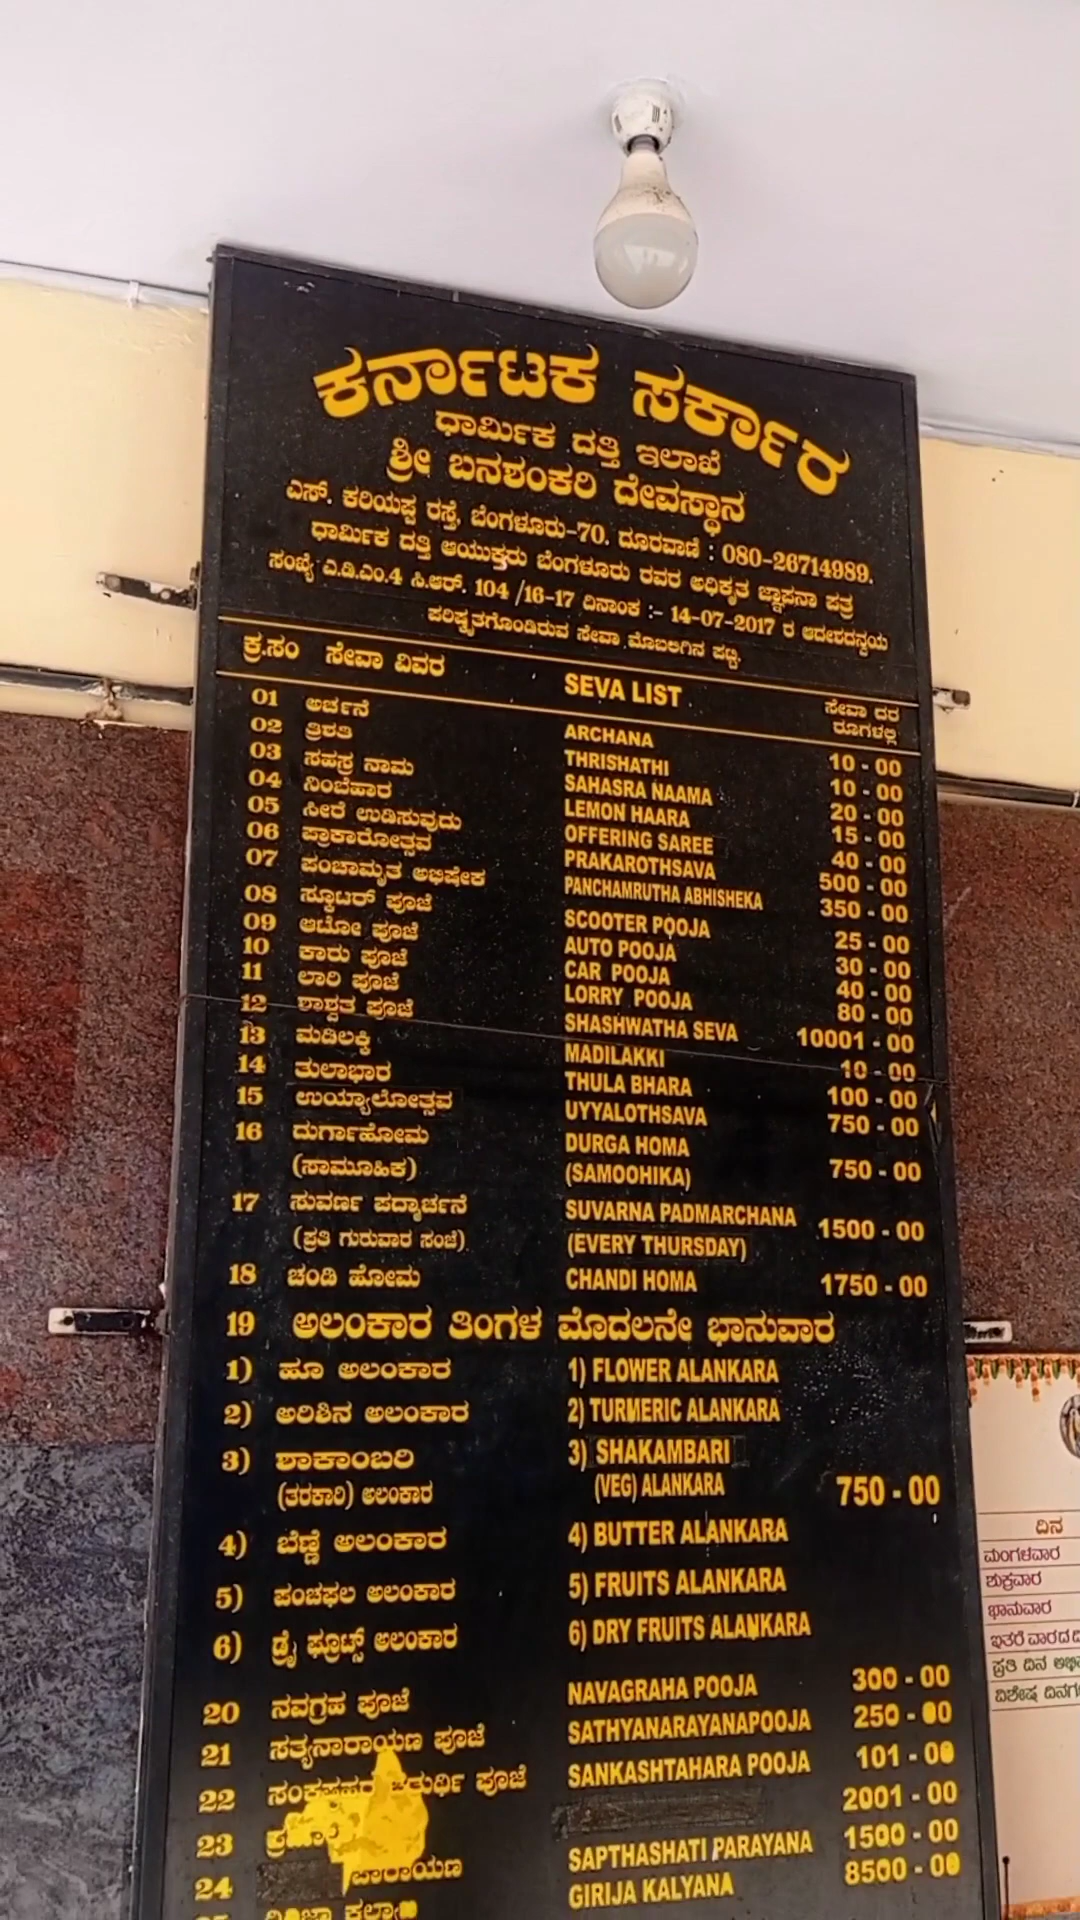 ಕರ್ನಾಟಕ ಸರ್ಕಾರ
ಧಾರ್ಮಿಕ ದತ್ತಿ ಇಲಾಖೆ
ಶ್ರೀ ಬನಶಂಕರಿ ದೇವಸ್ಥಾನ
ಎಸ್. ಕರಿಯಪ್ಪ ರಸ್ತೆ, ಬೆಂಗಳೂರು-70. ದೂರವಾಣಿ : 080-26714989.
ಧಾರ್ಮಿಕ ದತ್ತಿ ಆಯುಕ್ತರು ಬೆಂಗಳೂರು ರವರ ಅಧಿಕೃತ ಜ್ಞಾಪನಾ ಪತ್ರ
ಸಂಖ್ಯೆ ಎ.ಡಿ.ಎಂ.4 ಸಿ.ಆರ್. 104 /16-17 ದಿನಾಂಕ :- 14-07-2017 ರ ಆದೇಶದನ್ವಯ
ಪರಿಷ್ಕೃತಗೊಂಡಿರುವ ಸೇವಾ ಮೊಬಲಗಿನ ಪಟ್ಟಿ.
ಕ್ರ.ಸಂ ಸೇವಾ ವಿವರ SEVA LIST ಸೇವಾ ದರ
ರೂಗಳಲ್ಲಿ
01 ಅರ್ಚನೆ ARCHANA 10 - 00
02 ತ್ರಿಶತಿ THRISHATHI 10 - 00
03 ಸಹಸ್ರ ನಾಮ SAHASRA NAAMA 20 - 00
04 ನಿಂಬೆಹಾರ LEMON HAARA 15 - 00
05 ಸೀರೆ ಉಡಿಸುವುದು OFFERING SAREE 40 - 00
06 ಪ್ರಾಕಾರೋತ್ಸವ PRAKAROTHSAVA 500 - 00
07 ಪಂಚಾಮೃತ ಅಭಿಷೇಕ PANCHAMRUTHA ABHISHEKA 350 - 00
08 ಸ್ಕೂಟರ್ ಪೂಜೆ SCOOTER POOJA 25 - 00
09 ಆಟೋ ಪೂಜೆ AUTO POOJA 30 - 00
10 ಕಾರು ಪೂಜೆ CAR POOJA 40 - 00
11 ಲಾರಿ ಪೂಜೆ LORRY POOJA 80 - 00
12 ಶಾಶ್ವತ ಪೂಜೆ SHASHWATHA SEVA 10001 - 00
13 ಮಡಿಲಕ್ಕಿ MADILAKKI 10 - 00
14 ತುಲಾಭಾರ THULA BHARA 100 - 00
15 ಉಯ್ಯಾಲೋತ್ಸವ UYYALOTHSAVA 750 - 00
16 ದುರ್ಗಾಹೋಮ DURGA HOMA
(ಸಾಮೂಹಿಕ) (SAMOOHIKA) 750 - 00
17 ಸುವರ್ಣ ಪದ್ಮಾರ್ಚನೆ SUVARNA PADMARCHANA 1500 - 00
(ಪ್ರತಿ ಗುರುವಾರ ಸಂಜೆ) (EVERY THURSDAY)
18 ಚಂಡಿ ಹೋಮ CHANDI HOMA 1750 - 00
19 ಅಲಂಕಾರ ತಿಂಗಳ ಮೊದಲನೇ ಭಾನುವಾರ
1) ಹೂ ಅಲಂಕಾರ 1) FLOWER ALANKARA
2) ಅರಿಶಿನ ಅಲಂಕಾರ 2) TURMERIC ALANKARA
3) ಶಾಕಾಂಬರಿ 3) SHAKAMBARI
(ತರಕಾರಿ) ಅಲಂಕಾರ (VEG) ALANKARA 750 - 00
4) ಬೆಣ್ಣೆ ಅಲಂಕಾರ 4) BUTTER ALANKARA
5) ಪಂಚಫಲ ಅಲಂಕಾರ 5) FRUITS ALANKARA
6) ಡ್ರೈ ಫ್ರೂಟ್ಸ್ ಅಲಂಕಾರ 6) DRY FRUITS ALANKARA
20 ನವಗ್ರಹ ಪೂಜೆ NAVAGRAHA POOJA 300 - 00
21 ಸತ್ಯನಾರಾಯಣ ಪೂಜೆ SATHYANARAYANAPOOJA 250 - 00
22 ಪೂಜೆ SANKASHTAHARA POOJA 101 - 00
23 2001 - 00
24 ಪಾರಾಯಣ SAPTHASHATI PARAYANA 1500 - 00
GIRIJA KALYANA 8500 - 00
ದಿನ
ಮಂಗಳವಾರ
ಶುಕ್ರವಾರ
ಭಾನುವಾರ
ಇತರೆ ವಾರದ
ಪ್ರತಿ ದಿನ
ವಿಶೇಷ